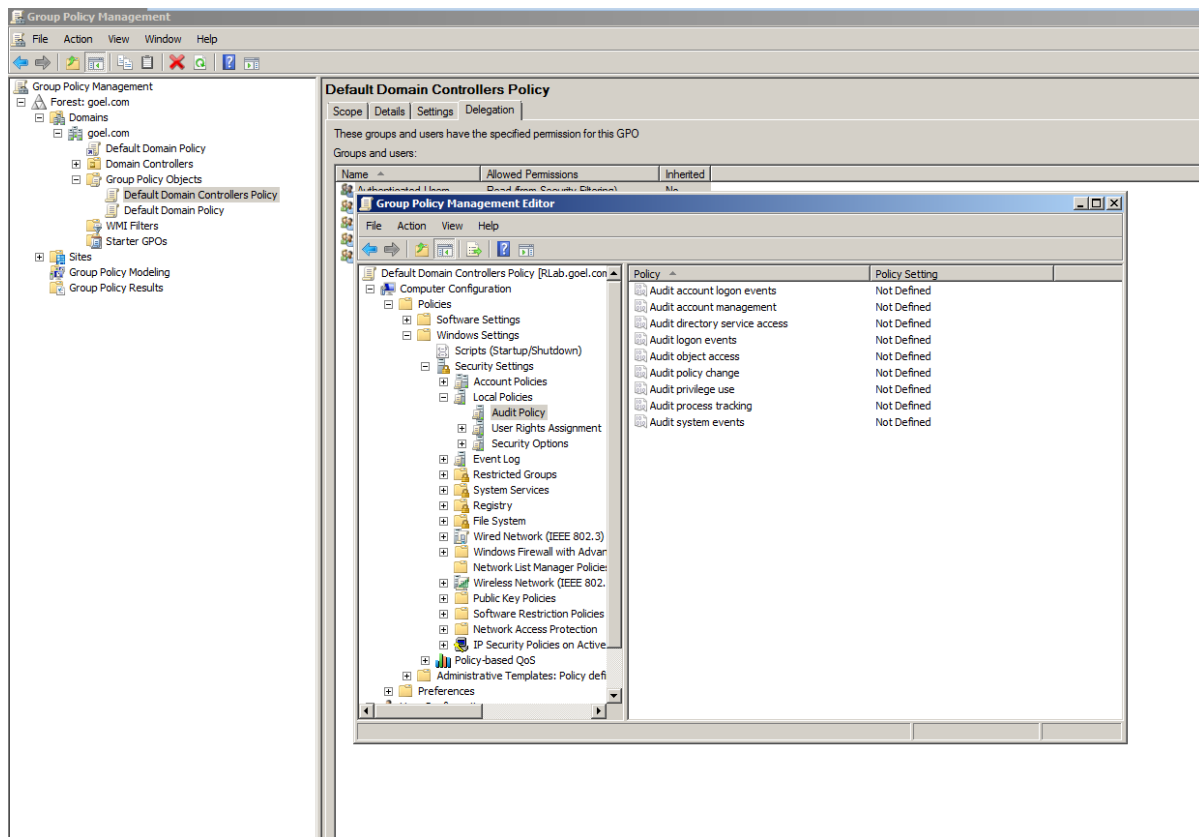 Group Policy Management
File Action View Window Help
Group Policy Management
Forest: goel.com
Domains
goel.com
Default Domain Policy
Domain Controllers
Group Policy Objects
Default Domain Controllers Policy
Default Domain Policy
WMI Filters
Starter GPOs
Sites
Group Policy Modeling
Group Policy Results
Default Domain Controllers Policy
Scope Details Settings Delegation
These groups and users have the specified permission for this GPO
Groups and users:
Name Allowed Permissions Inherited
Authenticated Users Read (from Security Filtering) No
Group Policy Management Editor
File Action View Help
Default Domain Controllers Policy [RLab.goel.com
Computer Configuration
Policies
Software Settings
Windows Settings
Scripts (Startup/Shutdown)
Security Settings
Account Policies
Local Policies
Audit Policy
User Rights Assignment
Security Options
Event Log
Restricted Groups
System Services
Registry
File System
Wired Network (IEEE 802.3)
Windows Firewall with Advan
Network List Manager Policies
Wireless Network (IEEE 802.
Public Key Policies
Software Restriction Policies
Network Access Protection
IP Security Policies on Active
Policy-based QoS
Administrative Templates: Policy defi
Preferences
Policy Policy Setting
Audit account logon events Not Defined
Audit account management Not Defined
Audit directory service access Not Defined
Audit logon events Not Defined
Audit object access Not Defined
Audit policy change Not Defined
Audit privilege use Not Defined
Audit process tracking Not Defined
Audit system events Not Defined